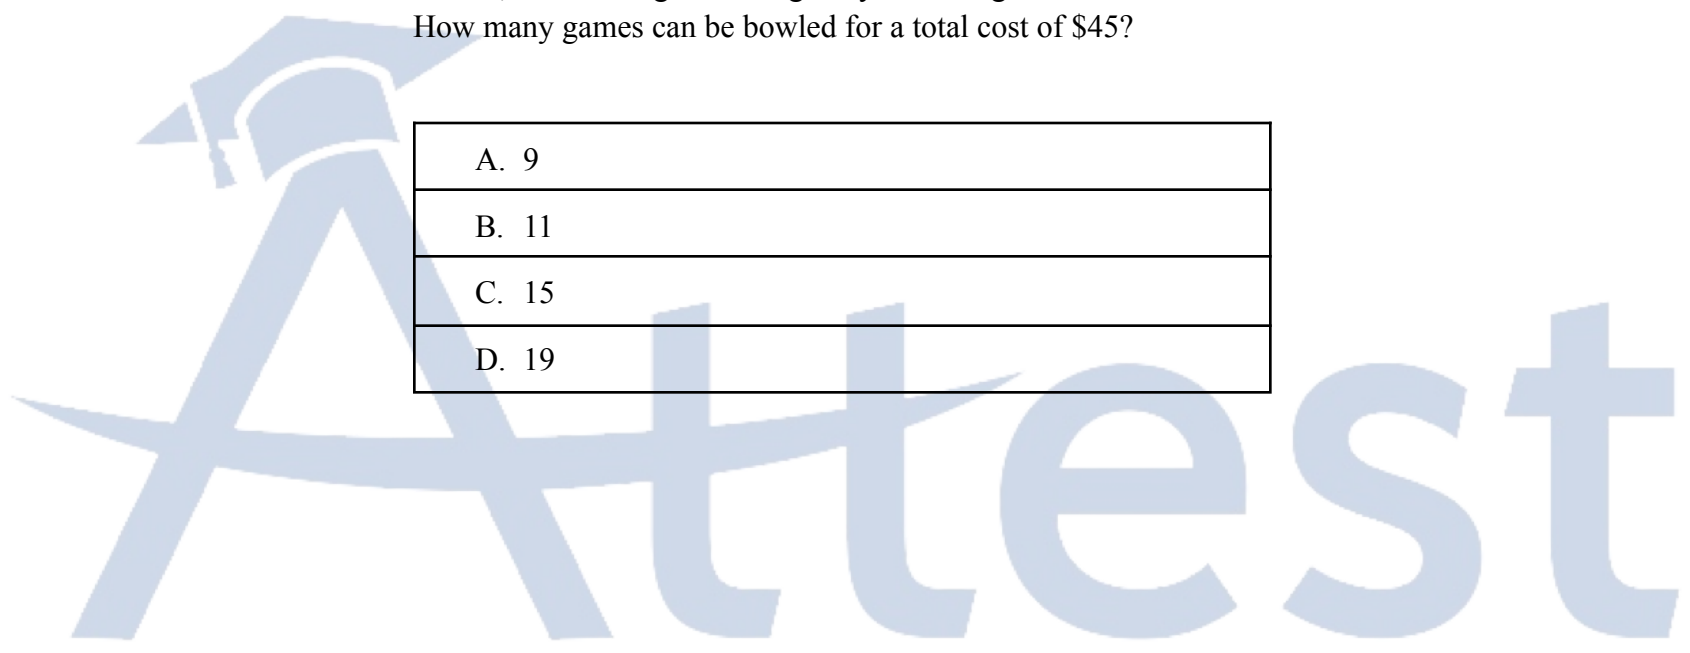 How many games can be bowled for a total cost of $45?
A. 9
B. 11
C. 15
D. 19
Attest